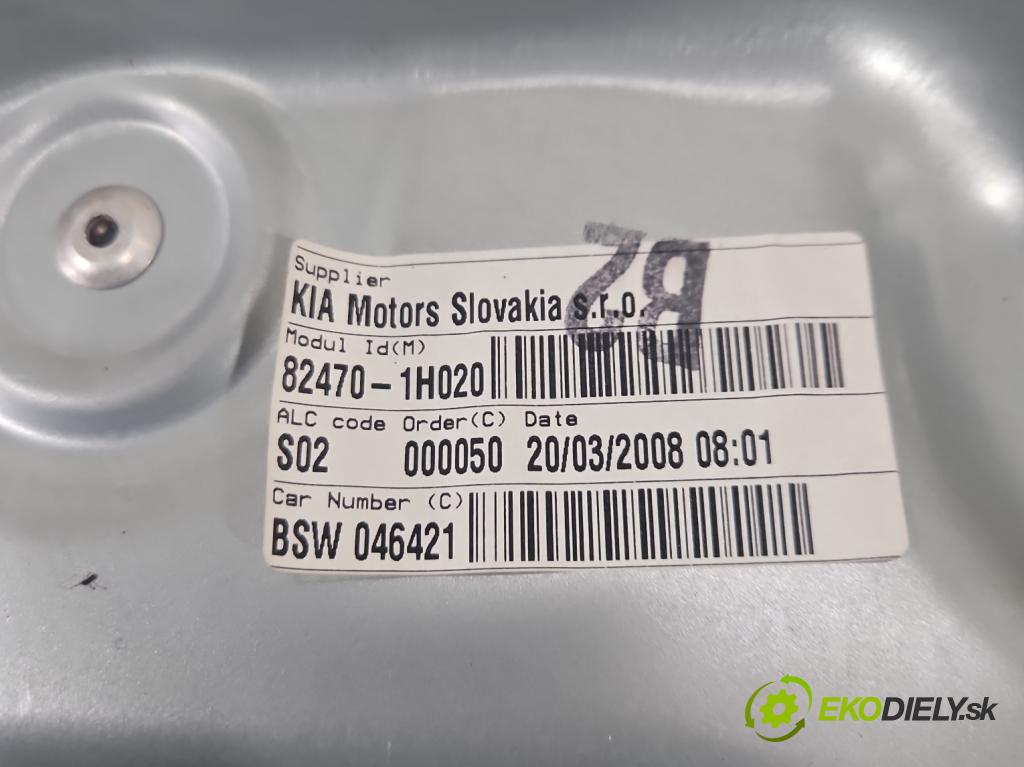 Supplier
KIA Motors Slovakia s.r.o.
B2
Modul Id(M)
82470-1H020
ALC code Order(C) Date
S02 000050 20/03/2008 08:01
Car Number (C)
BSW 046421
EKODIELY.sk